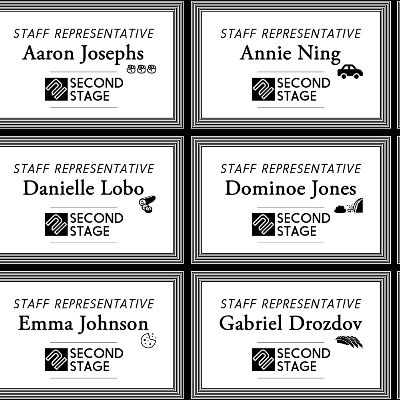 STAFF REPRESENTATIVE
Aaron Josephs
SECOND
STAGE
STAFF REPRESENTATIVE
Annie Ning
SECOND
STAGE
STAFF REPRESENTATIVE
Danielle Lobo
SECOND
STAGE
STAFF REPRESENTATIVE
Dominoe Jones
SECOND
STAGE
STAFF REPRESENTATIVE
Emma Johnson
SECOND
STAGE
STAFF REPRESENTATIVE
Gabriel Drozdov
SECOND
STAGE